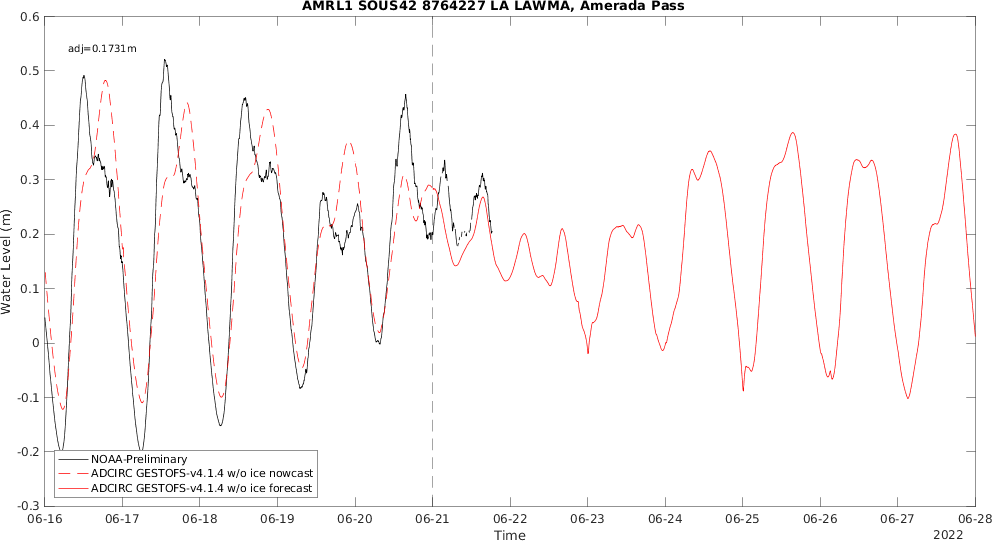 AMRL1 SOUS42 8764227 LA LAWMA, Amerada Pass
adj=0.1731m
0.6
0.5
0.4
0.3
0.2
0.1
0
-0.1
-0.2
-0.3
Water Level (m)
NOAA-Preliminary
ADCIRC GESTOFS-v4.1.4 w/o ice nowcast
ADCIRC GESTOFS-v4.1.4 w/o ice forecast
06-16 06-17 06-18 06-19 06-20 06-21 06-22 06-23 06-24 06-25 06-26 06-27 06-28
Time
2022